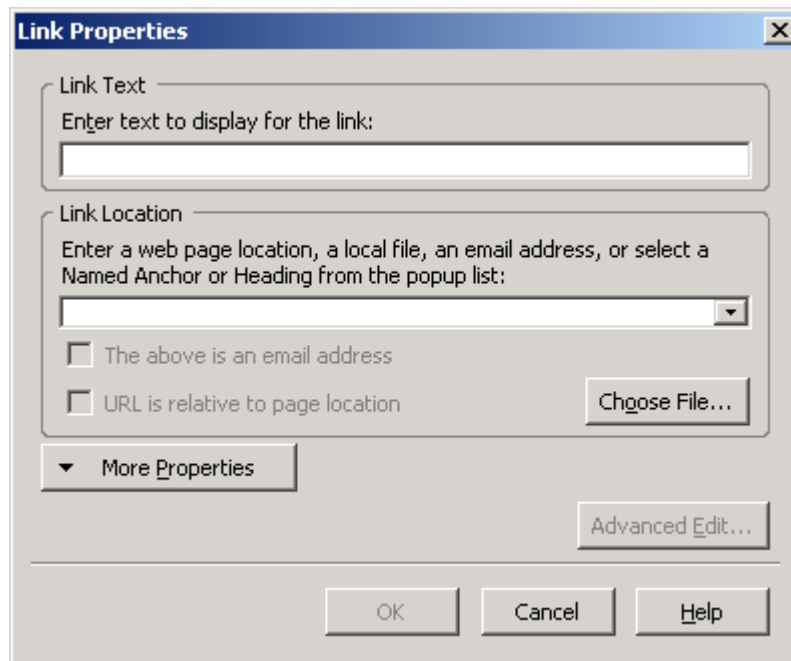 Link Properties
Link Text
Enter text to display for the link:
Link Location
Enter a web page location, a local file, an email address, or select a
Named Anchor or Heading from the popup list:
The above is an email address
URL is relative to page location
Choose File...
More Properties
Advanced Edit...
OK Cancel Help